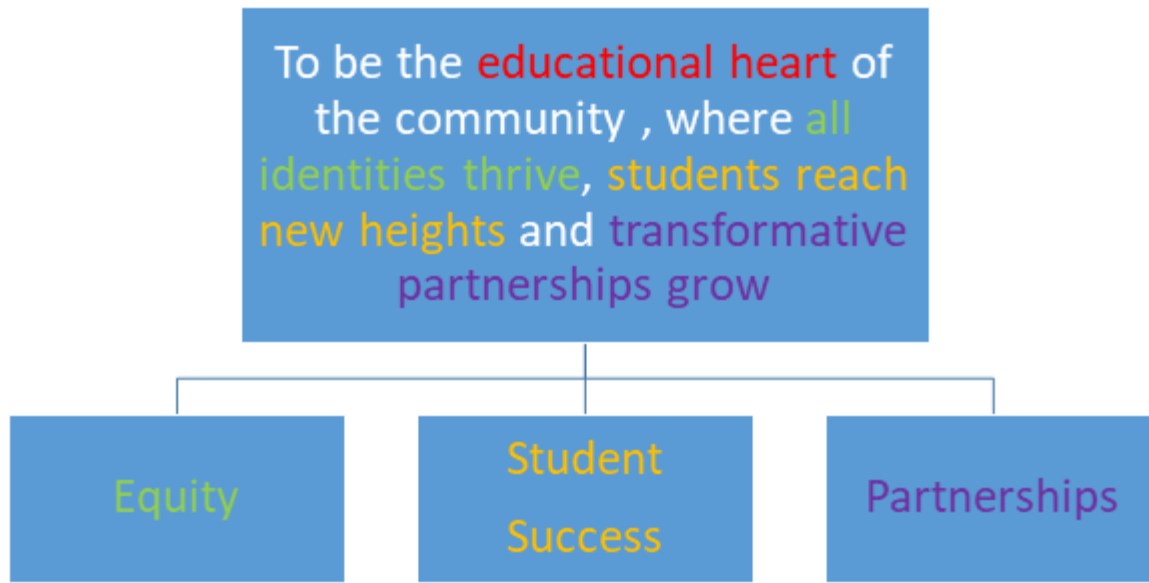 To be the educational heart of
the community , where all
identities thrive, students reach
new heights and transformative
partnerships grow
Equity
Student
Success
Partnerships